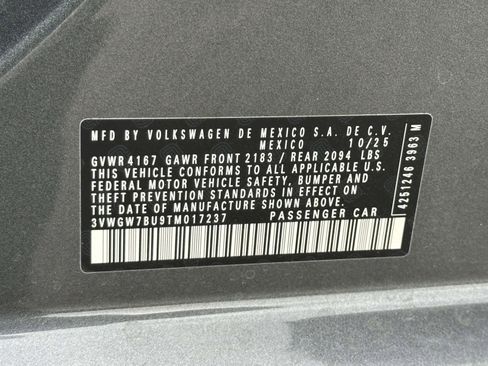 MFD BY VOLKSWAGEN DE MEXICO S.A. DE C.V.
MEXICO 10/25
GVWR 4167 GAWR FRONT 2183 / REAR 2094 LBS
THIS VEHICLE CONFORMS TO ALL APPLICABLE U.S.
FEDERAL MOTOR VEHICLE SAFETY, BUMPER AND
THEFT PREVENTION STANDARDS IN EFFECT ON THE
DATE OF MANUFACTURE SHOWN ABOVE.
3VWGW7BU9TM017237 PASSENGER CAR
4251246 3963 M